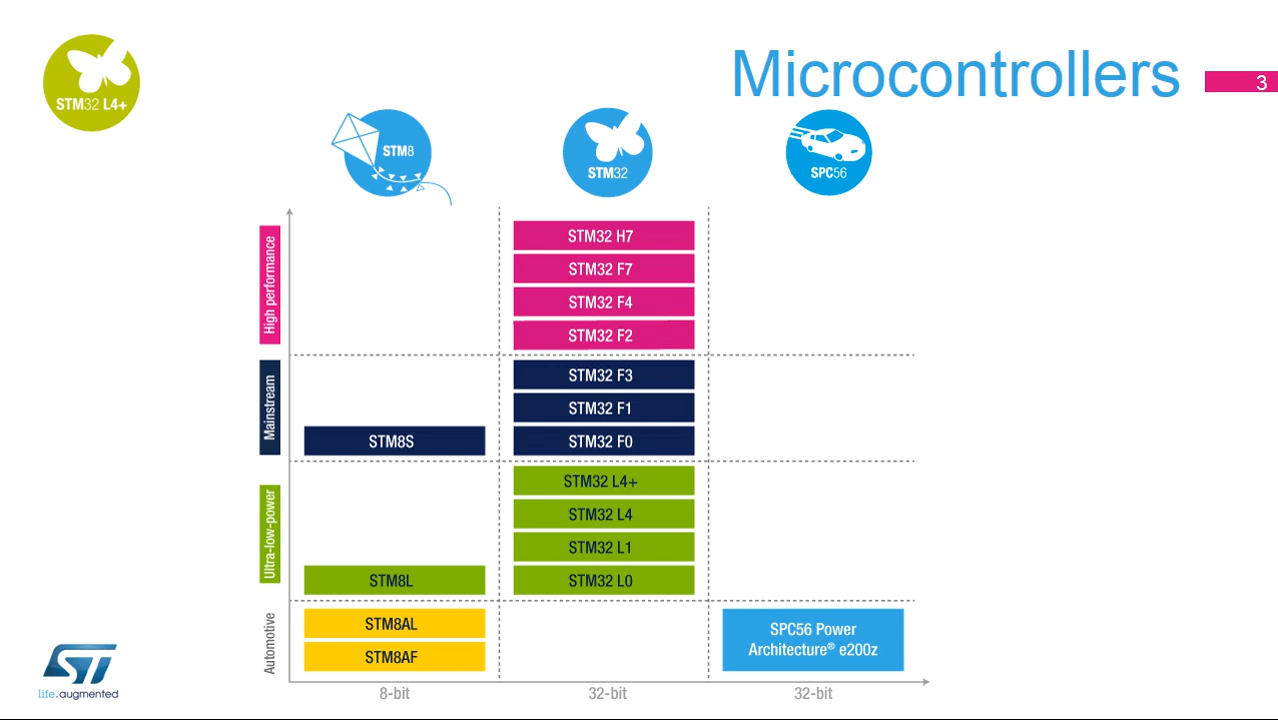 Microcontrollers
3
STM32 L4+
STM8
STM32
SPC56
High performance
STM32 H7
STM32 F7
STM32 F4
STM32 F2
Mainstream
STM32 F3
STM32 F1
STM8S
STM32 F0
Ultra-low-power
STM32 L4+
STM32 L4
STM32 L1
STM8L
STM32 L0
Automotive
STM8AL
STM8AF
SPC56 Power
Architecture® e200z
8-bit
32-bit
32-bit
ST
life.augmented